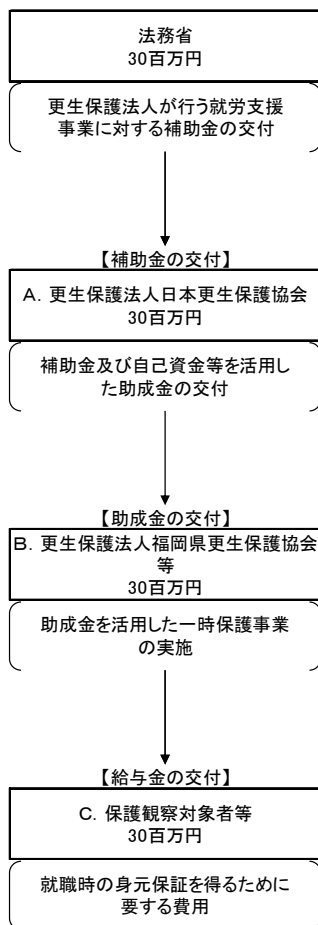 法務省
30百万円
更生保護法人が行う就労支援
事業に対する補助金の交付
【補助金の交付】
A．更生保護法人日本更生保護協会
30百万円
補助金及び自己資金等を活用し
た助成金の交付
【助成金の交付】
B．更生保護法人福岡県更生保護協会
等
30百万円
助成金を活用した一時保護事業
の実施
【給与金の交付】
C．保護観察対象者等
30百万円
就職時の身元保証を得るために
要する費用